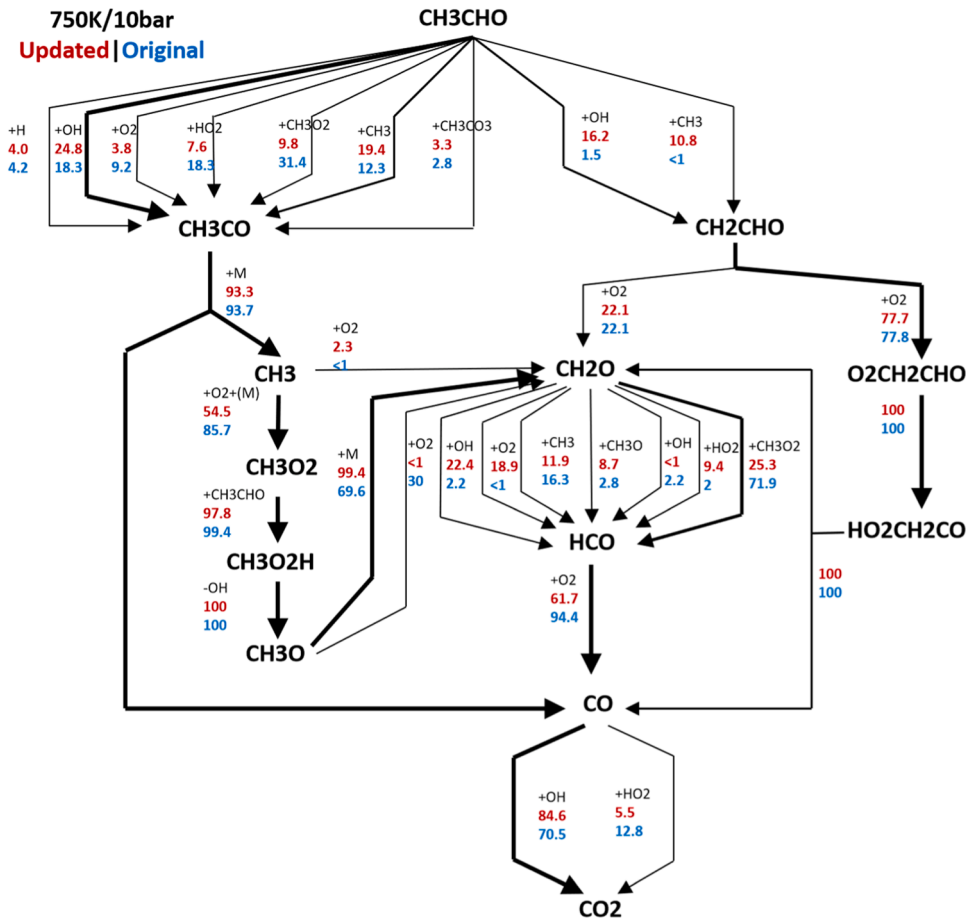 750K/10bar
Updated|Original
CH3CHO
+H
4.0
4.2
+OH
24.8
18.3
+O2
3.8
9.2
+HO2
7.6
18.3
+CH3O2
9.8
31.4
+CH3
19.4
12.3
+CH3CO3
3.3
2.8
+OH
16.2
1.5
+CH3
10.8
<1
CH3CO
CH2CHO
+M
93.3
93.7
+O2
22.1
22.1
+O2
77.7
77.8
+O2
2.3
<1
CH3
CH2O
O2CH2CHO
+O2+(M)
54.5
85.7
100
100
CH3O2
+M
99.4
69.6
+O2
<1
30
+OH
22.4
2.2
+O2
18.9
<1
+CH3
11.9
16.3
+CH3O
8.7
2.8
+OH
<1
2.2
+HO2
9.4
2
+CH3O2
25.3
71.9
+CH3CHO
97.8
99.4
HCO
HO2CH2CO
CH3O2H
-OH
100
100
+O2
61.7
94.4
100
100
CH3O
CO
+OH
84.6
70.5
+HO2
5.5
12.8
CO2